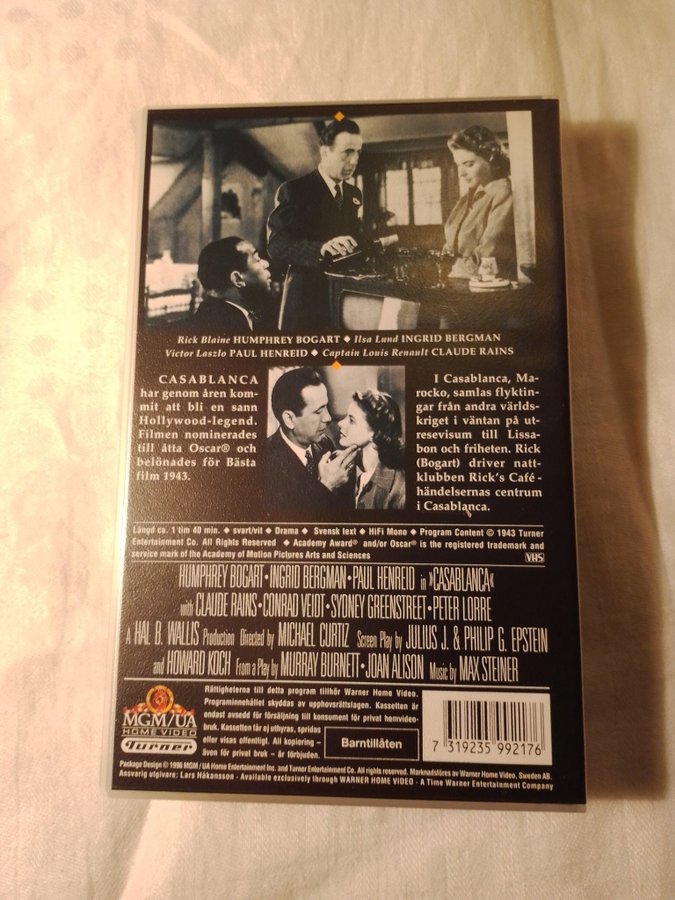 Rick Blaine HUMPHREY BOGART ◆ Ilsa Lund INGRID BERGMAN
Victor Laszlo PAUL HENREID ◆ Captain Louis Renault CLAUDE RAINS
CASABLANCA
har genom åren kom-
mit att bli en sann
Hollywood-legend.
Filmen nominerades
till åtta Oscar® och
belönades för Bästa
film 1943.
I Casablanca, Ma-
rocko, samlas flyktin-
gar från andra världs-
kriget i väntan på ut-
resevisum till Lissa-
bon och friheten. Rick
(Bogart) driver natt-
klubben Rick's Café -
händelsernas centrum
i Casablanca.
Längd ca. 1 tim 40 min. ◆ svart/vit ◆ Drama ◆ Svensk text ◆ HiFi Mono ◆ Program Content © 1943 Turner
Entertainment Co. All Rights Reserved ◆ Academy Award® and/or Oscar® is the registered trademark and
service mark of the Academy of Motion Pictures Arts and Sciences
VHS
HUMPHREY BOGART • INGRID BERGMAN • PAUL HENREID in »CASABLANCA«
with CLAUDE RAINS • CONRAD VEIDT • SYDNEY GREENSTREET • PETER LORRE
A HAL B. WALLIS Production Directed by MICHAEL CURTIZ Screen Play by JULIUS J. & PHILIP G. EPSTEIN
and HOWARD KOCH From a Play by MURRAY BURNETT • JOAN ALISON Music by MAX STEINER
MGM/UA
HOME VIDEO
Turner
Rättigheterna till detta program tillhör Warner Home Video.
Programinnehållet skyddas av upphovsrättslagen. Kassetten är
endast avsedd för försäljning till konsument för privat hemvideo-
bruk. Kassetten får ej uthyras, spridas
eller visas offentligt. All kopiering -
även för privat bruk - är förbjuden.
Barntillåten
7 319235 992176
Package Design © 1996 MGM / UA Home Entertainment Inc. and Turner Entertainment Co. All rights reserved. Marknadsföres av Warner Home Video, Sweden AB.
Ansvarig utgivare: Lars Håkansson - Available exclusively through WARNER HOME VIDEO - A Time Warner Entertainment Company